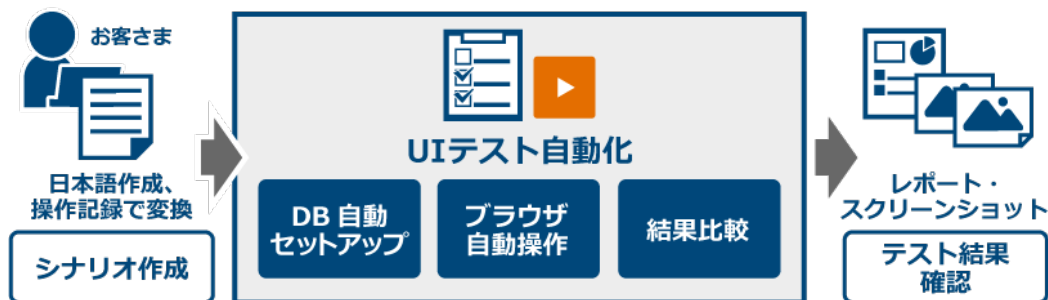 お客さま
日本語作成、
操作記録で変換
シナリオ作成
UIテスト自動化
DB 自動
セットアップ
ブラウザ
自動操作
結果比較
レポート・
スクリーンショット
テスト結果
確認